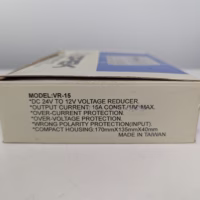 MODEL:VR-15
*DC 24V TO 12V VOLTAGE REDUCER.
*OUTPUT CURRENT: 15A CONST./18V MAX.
*OVER-CURRENT PROTECTION.
*OVER-VOLTAGE PROTECTION.
*WRONG POLARITY PROTECTION(INPUT)
*COMPACT HOUSING:170mmX135mmX40mm
MADE IN TAIWAN